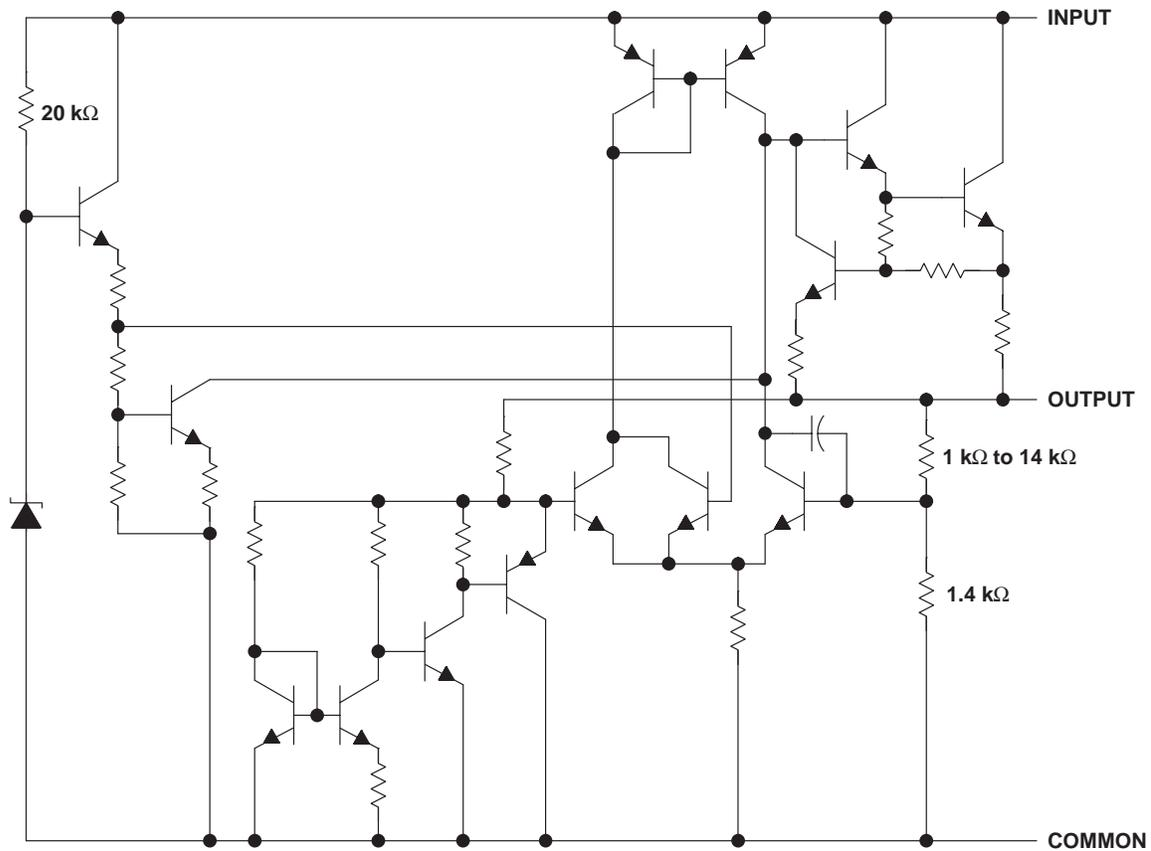 INPUT
20 kΩ
OUTPUT
1 kΩ to 14 kΩ
1.4 kΩ
COMMON